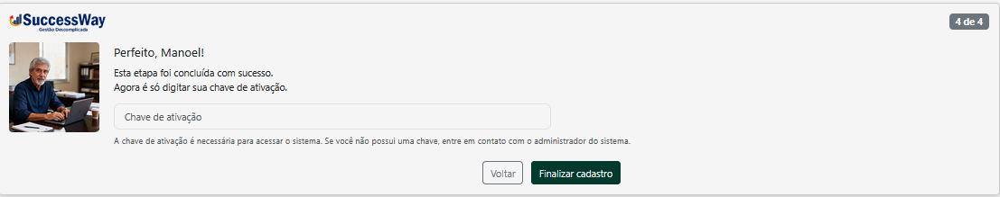 SuccessWay
Gestão Descomplicada
4 de 4
Perfeito, Manoel!
Esta etapa foi concluída com sucesso.
Agora é só digitar sua chave de ativação.
Chave de ativação
A chave de ativação é necessária para acessar o sistema. Se você não possui uma chave, entre em contato com o administrador do sistema.
Voltar
Finalizar cadastro